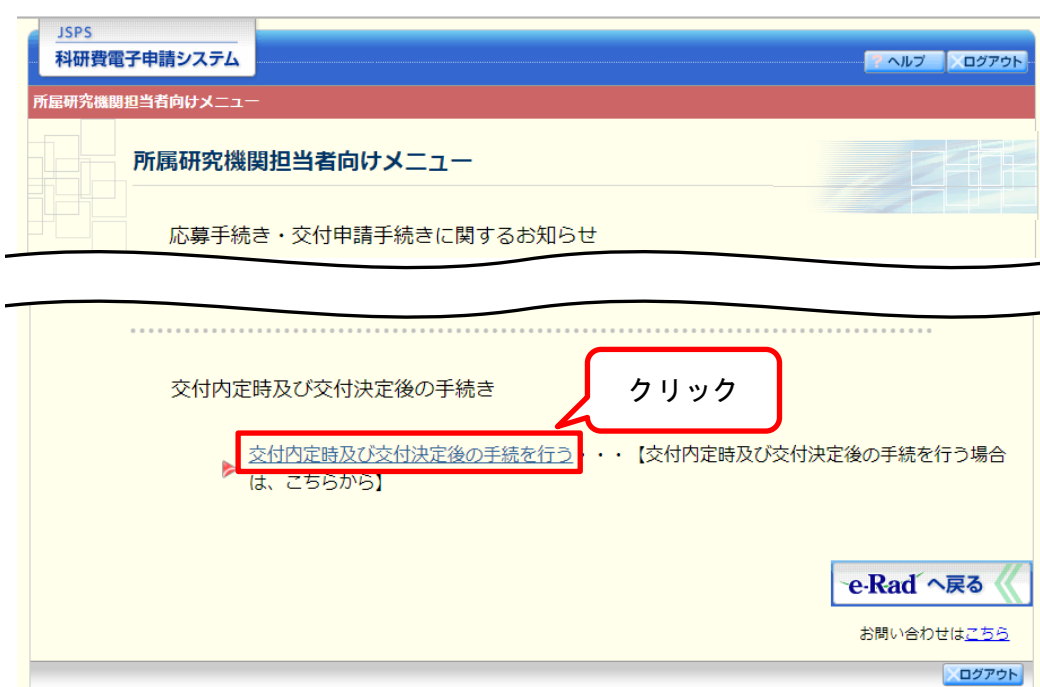 JSPS
科研費電子申請システム
? ヘルプ
ログアウト
所属研究機関担当者向けメニュー
所属研究機関担当者向けメニュー
応募手続き・交付申請手続きに関するお知らせ
交付内定時及び交付決定後の手続き
クリック
交付内定時及び交付決定後の手続を行う・・・【交付内定時及び交付決定後の手続を行う場合
は、こちらから】
e-Rad へ戻る
お問い合わせはこちら
ログアウト